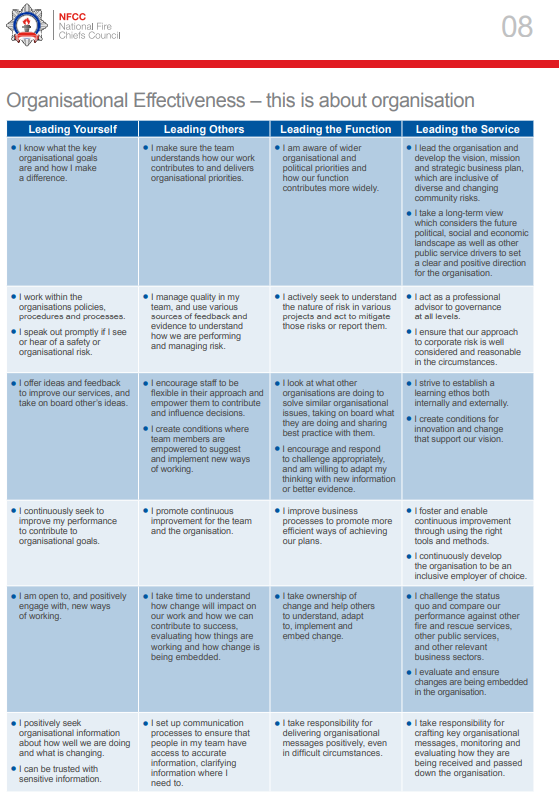 NFCC
National Fire
Chiefs Council
08
Organisational Effectiveness – this is about organisation
Leading Yourself
Leading Others
Leading the Function
Leading the Service
• I know what the key
organisational goals
are and how I make
a difference.
• I make sure the team
understands how our work
contributes to and delivers
organisational priorities.
• I am aware of wider
organisational and
political priorities and
how our function
contributes more widely.
• I lead the organisation and
develop the vision, mission
and strategic business plan,
which are inclusive of
diverse and changing
community risks.
• I take a long-term view
which considers the future
political, social and economic
landscape as well as other
public service drivers to set
a clear and positive direction
for the organisation.
• I work within the
organisations policies,
procedures and processes.
• I speak out promptly if I see
or hear of a safety or
organisational risk.
• I manage quality in my
team, and use various
sources of feedback and
evidence to understand
how we are performing
and managing risk.
• I actively seek to understand
the nature of risk in various
projects and act to mitigate
those risks or report them.
• I act as a professional
advisor to governance
at all levels.
• I ensure that our approach
to corporate risk is well
considered and reasonable
in the circumstances.
• I offer ideas and feedback
to improve our services, and
take on board other's ideas.
• I encourage staff to be
flexible in their approach and
empower them to contribute
and influence decisions.
• I create conditions where
team members are
empowered to suggest
and implement new ways
of working.
• I look at what other
organisations are doing to
solve similar organisational
issues, taking on board what
they are doing and sharing
best practice with them.
• I encourage and respond
to challenge appropriately,
and am willing to adapt my
thinking with new information
or better evidence.
• I strive to establish a
learning ethos both
internally and externally.
• I create conditions for
innovation and change
that support our vision.
• I continuously seek to
improve my performance
to contribute to
organisational goals.
• I promote continuous
improvement for the team
and the organisation.
• I improve business
processes to promote more
efficient ways of achieving
our plans.
• I foster and enable
continuous improvement
through using the right
tools and methods.
• I continuously develop
the organisation to be an
inclusive employer of choice.
• I am open to, and positively
engage with, new ways
of working.
• I take time to understand
how change will impact on
our work and how we can
contribute to success,
evaluating how things are
working and how change is
being embedded.
• I take ownership of
change and help others
to understand, adapt
to, implement and
embed change.
• I challenge the status
quo and compare our
performance against other
fire and rescue services,
other public services,
and other relevant
business sectors.
• I evaluate and ensure
changes are being embedded
in the organisation.
• I positively seek
organisational information
about how well we are doing
and what is changing.
• I can be trusted with
sensitive information.
• I set up communication
processes to ensure that
people in my team have
access to accurate
information, clarifying
information where I
need to.
• I take responsibility for
delivering organisational
messages positively, even
in difficult circumstances.
• I take responsibility for
crafting key organisational
messages, monitoring and
evaluating how they are
being received and passed
down the organisation.